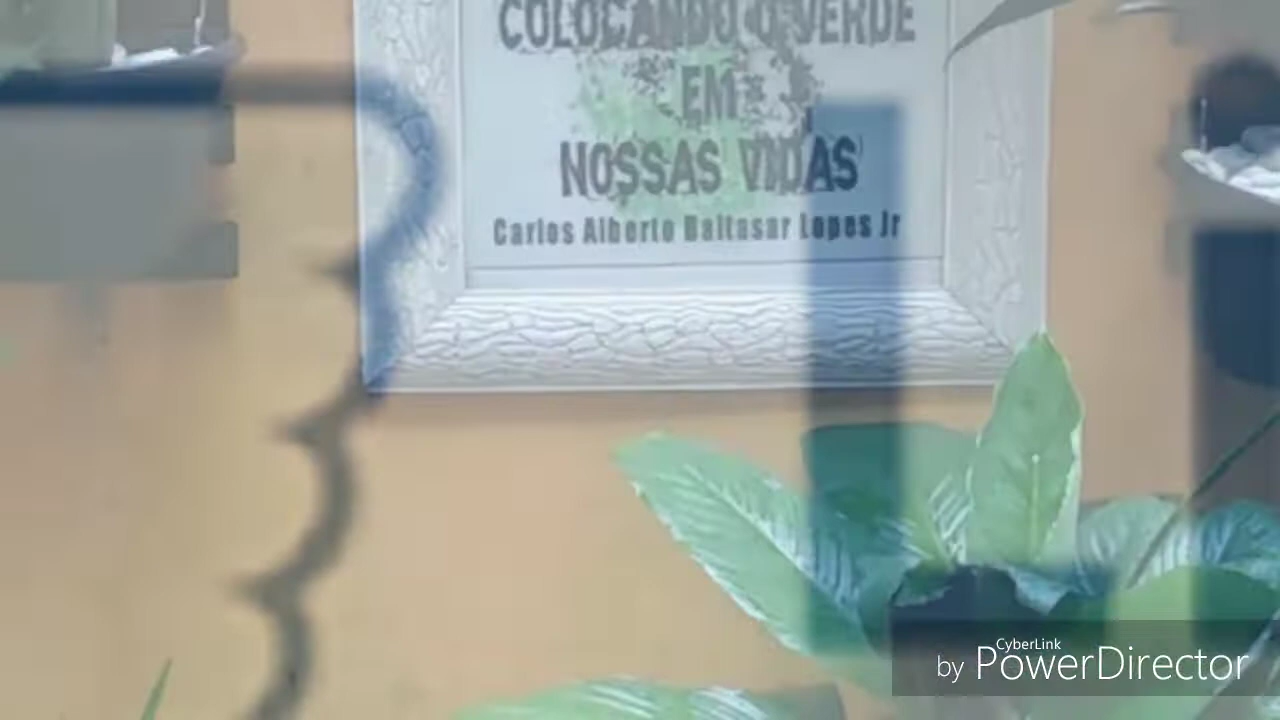 COLOCANDO O VERDE
EM
NOSSAS VIDAS
Carlos Alberto Baltasar Lopes Jr
CyberLink
by PowerDirector